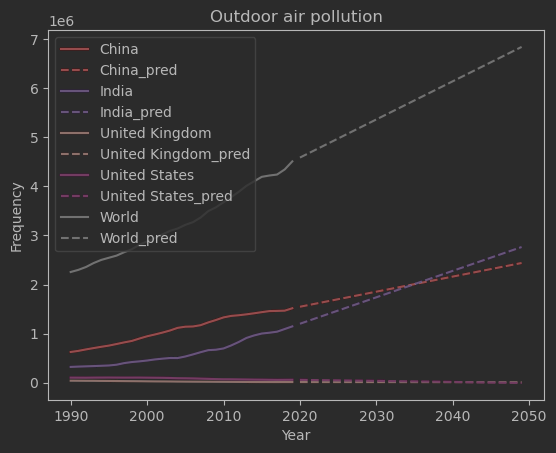 Outdoor air pollution
1e6
7
6
5
4
3
2
1
0
Frequency
China
China_pred
India
India_pred
United Kingdom
United Kingdom_pred
United States
United States_pred
World
World_pred
1990 2000 2010 2020 2030 2040 2050
Year